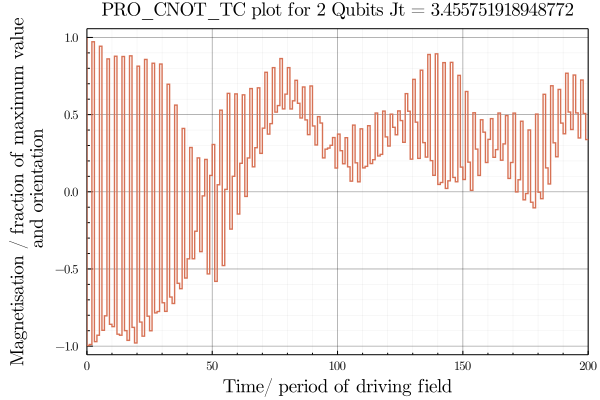 PRO_CNOT_TC plot for 2 Qubits Jt = 3.455751918948772
Magnetisation / fraction of maximum value
and orientation
1.0
0.5
0.0
−0.5
−1.0
0 50 100 150 200
Time/ period of driving field